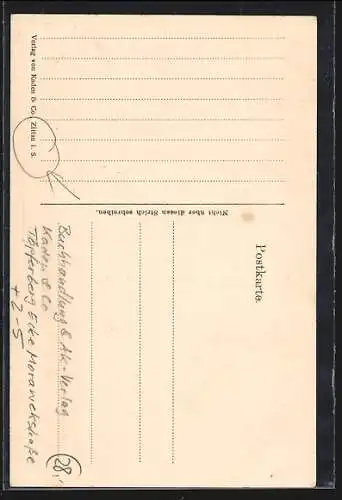 Postkarte.
Nicht über diesen Strich schreiben.
Verlag von Kaden & Co., Zittau i. S.
Buchhandlung & AK-Verlag
Kaden & Co
Töpferberg Ecke Morawekstraße
+ 2-5
28,-